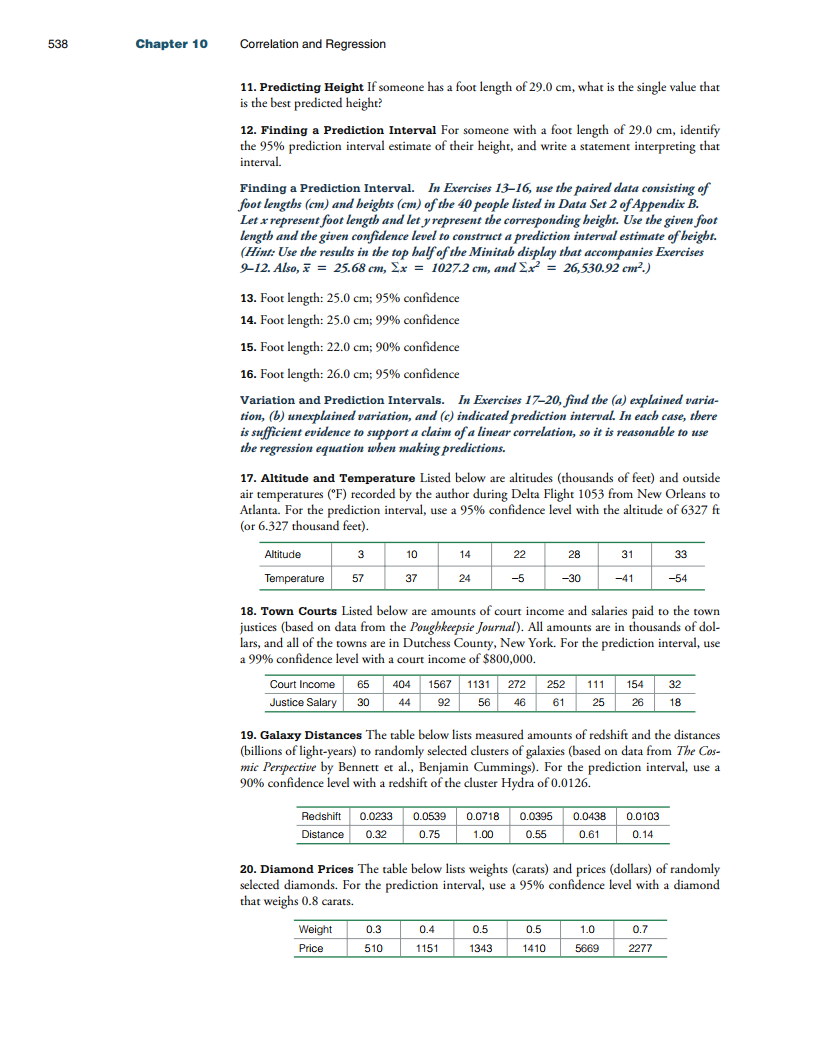 538 Chapter 10 Correlation and Regression
11. Predicting Height If someone has a foot length of 29.0 cm, what is the single value that
is the best predicted height?
12. Finding a Prediction Interval For someone with a foot length of 29.0 cm, identify
the 95% prediction interval estimate of their height, and write a statement interpreting that
interval.
Finding a Prediction Interval. In Exercises 13–16, use the paired data consisting of
foot lengths (cm) and heights (cm) of the 40 people listed in Data Set 2 of Appendix B.
Let x represent foot length and let y represent the corresponding height. Use the given foot
length and the given confidence level to construct a prediction interval estimate of height.
(Hint: Use the results in the top half of the Minitab display that accompanies Exercises
9–12. Also, x̅ = 25.68 cm, Σx = 1027.2 cm, and Σx² = 26,530.92 cm².)
13. Foot length: 25.0 cm; 95% confidence
14. Foot length: 25.0 cm; 99% confidence
15. Foot length: 22.0 cm; 90% confidence
16. Foot length: 26.0 cm; 95% confidence
Variation and Prediction Intervals. In Exercises 17–20, find the (a) explained varia-
tion, (b) unexplained variation, and (c) indicated prediction interval. In each case, there
is sufficient evidence to support a claim of a linear correlation, so it is reasonable to use
the regression equation when making predictions.
17. Altitude and Temperature Listed below are altitudes (thousands of feet) and outside
air temperatures (°F) recorded by the author during Delta Flight 1053 from New Orleans to
Atlanta. For the prediction interval, use a 95% confidence level with the altitude of 6327 ft
(or 6.327 thousand feet).
Altitude 3 10 14 22 28 31 33
Temperature 57 37 24 −5 −30 −41 −54
18. Town Courts Listed below are amounts of court income and salaries paid to the town
justices (based on data from the Poughkeepsie Journal). All amounts are in thousands of dol-
lars, and all of the towns are in Dutchess County, New York. For the prediction interval, use
a 99% confidence level with a court income of $800,000.
Court Income 65 404 1567 1131 272 252 111 154 32
Justice Salary 30 44 92 56 46 61 25 26 18
19. Galaxy Distances The table below lists measured amounts of redshift and the distances
(billions of light-years) to randomly selected clusters of galaxies (based on data from The Cos-
mic Perspective by Bennett et al., Benjamin Cummings). For the prediction interval, use a
90% confidence level with a redshift of the cluster Hydra of 0.0126.
Redshift 0.0233 0.0539 0.0718 0.0395 0.0438 0.0103
Distance 0.32 0.75 1.00 0.55 0.61 0.14
20. Diamond Prices The table below lists weights (carats) and prices (dollars) of randomly
selected diamonds. For the prediction interval, use a 95% confidence level with a diamond
that weighs 0.8 carats.
Weight 0.3 0.4 0.5 0.5 1.0 0.7
Price 510 1151 1343 1410 5669 2277